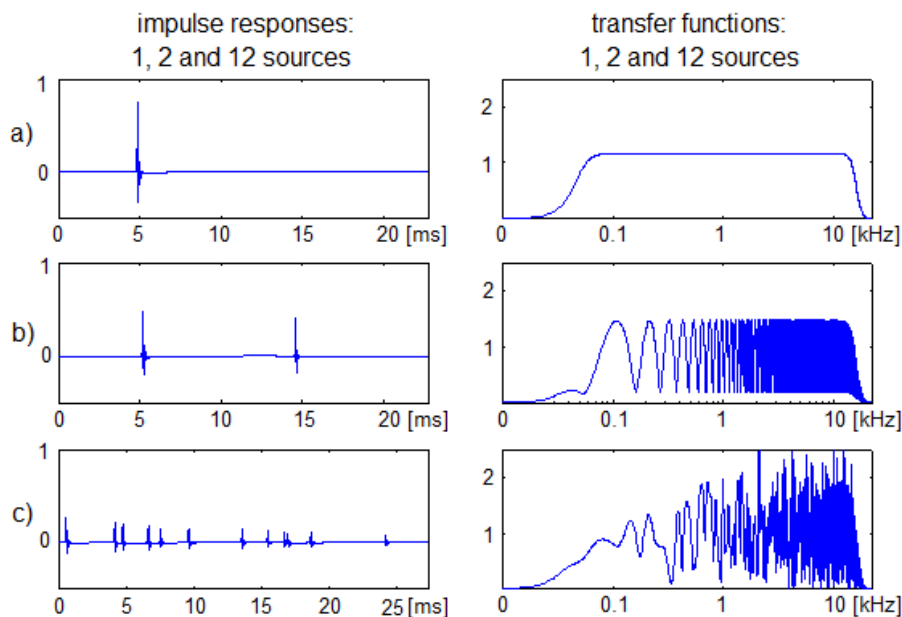 impulse responses:
1, 2 and 12 sources
transfer functions:
1, 2 and 12 sources
a)
1
0
0 5 10 15 20 [ms]
2
1
0 0.1 1 10 [kHz]
b)
1
0
0 5 10 15 20 [ms]
2
1
0 0.1 1 10 [kHz]
c)
1
0
0 5 10 15 20 25 [ms]
2
1
0 0.1 1 10 [kHz]